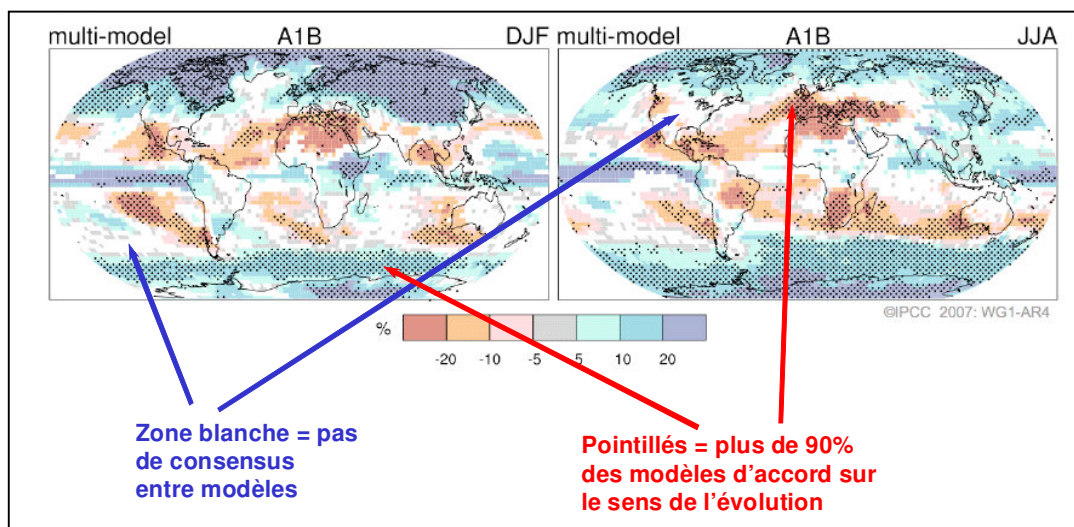 multi-model A1B DJF
multi-model A1B JJA
©IPCC 2007: WG1-AR4
%
-20 -10 -5 5 10 20
Zone blanche = pas
de consensus
entre modèles
Pointillés = plus de 90%
des modèles d’accord sur
le sens de l’évolution